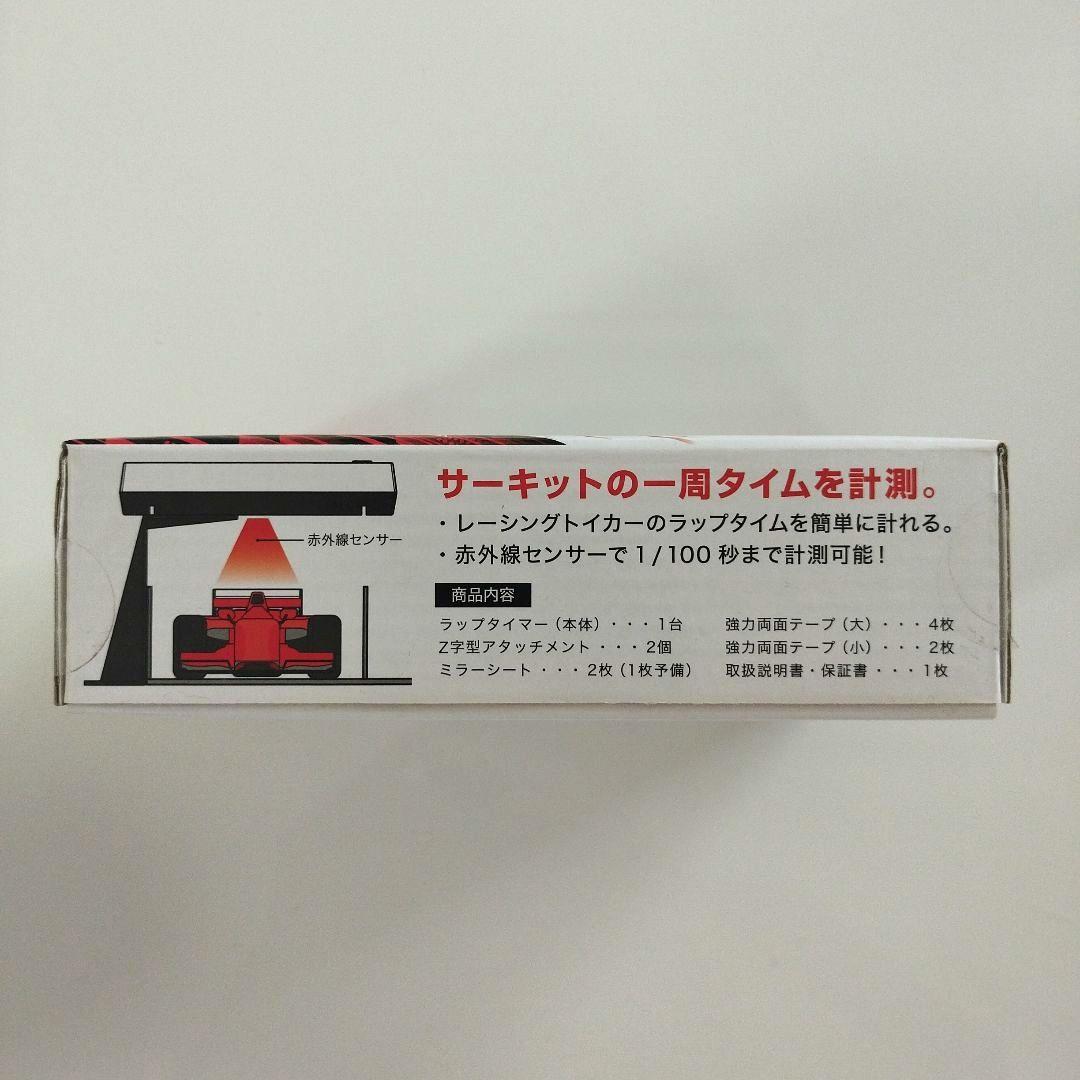 サーキットの一周タイムを計測。
・レーシングトイカーのラップタイムを簡単に計れる。
・赤外線センサーで1/100秒まで計測可能!
赤外線センサー
商品内容
ラップタイマー(本体)・・・1台
Z字型アタッチメント・・・2個
ミラーシート・・・2枚(1枚予備)
強力両面テープ(大)・・・4枚
強力両面テープ(小)・・・2枚
取扱説明書・保証書・・・1枚